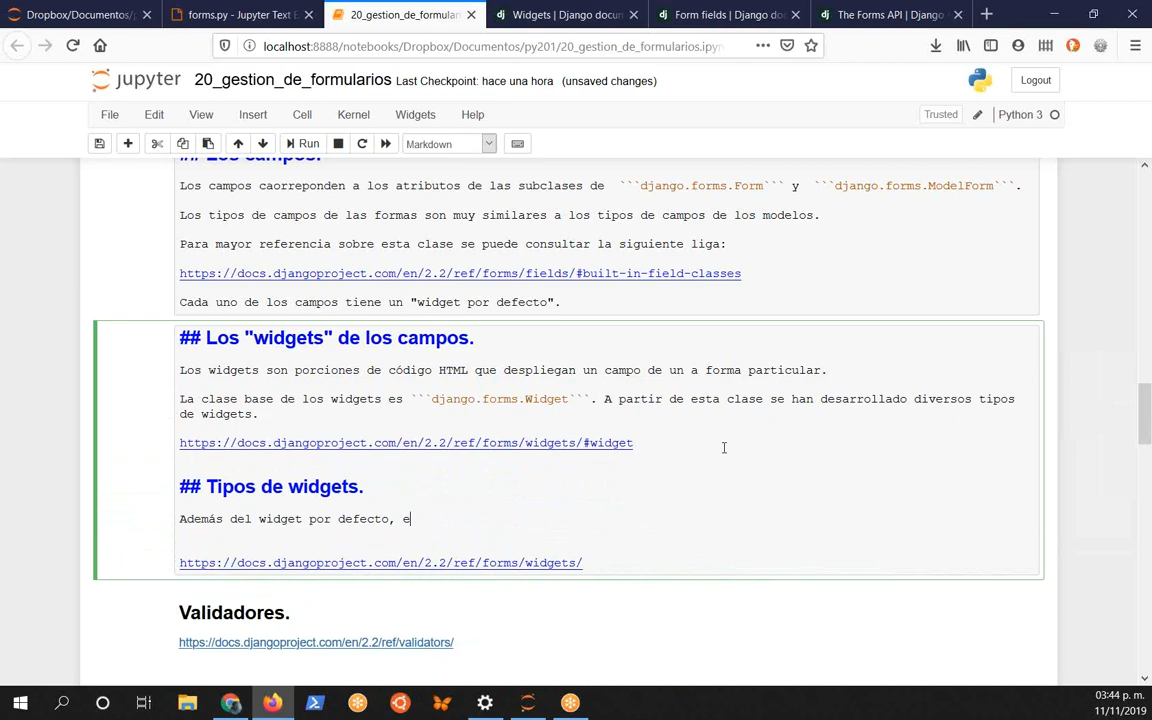 Dropbox/Documentos/p
forms.py - Jupyter Text E
20_gestion_de_formular
Widgets | Django docum
Form fields | Django do
The Forms API | Django
localhost:8888/notebooks/Dropbox/Documentos/py201/20_gestion_de_formularios.ipyn
jupyter 20_gestion_de_formularios Last Checkpoint: hace una hora (unsaved changes)
Logout
File Edit View Insert Cell Kernel Widgets Help
Trusted Python 3
Run Markdown
## Los campos.
Los campos caorreponden a los atributos de las subclases de ```django.forms.Form``` y ```django.forms.ModelForm```.
Los tipos de campos de las formas son muy similares a los tipos de campos de los modelos.
Para mayor referencia sobre esta clase se puede consultar la siguiente liga:
https://docs.djangoproject.com/en/2.2/ref/forms/fields/#built-in-field-classes
Cada uno de los campos tiene un "widget por defecto".
## Los "widgets" de los campos.
Los widgets son porciones de código HTML que despliegan un campo de un a forma particular.
La clase base de los widgets es ```django.forms.Widget```. A partir de esta clase se han desarrollado diversos tipos
de widgets.
https://docs.djangoproject.com/en/2.2/ref/forms/widgets/#widget
## Tipos de widgets.
Además del widget por defecto, e
https://docs.djangoproject.com/en/2.2/ref/forms/widgets/
Validadores.
https://docs.djangoproject.com/en/2.2/ref/validators/
03:44 p. m.
11/11/2019